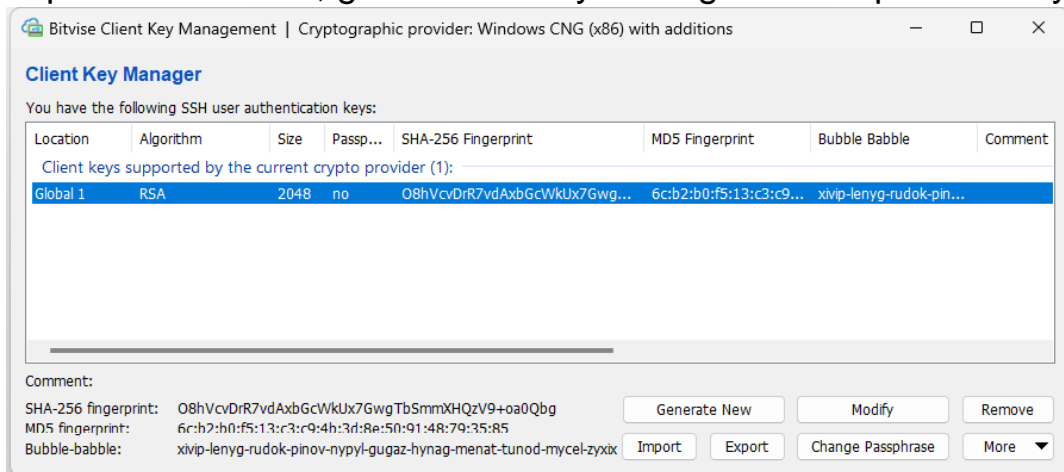 Bitvise Client Key Management | Cryptographic provider: Windows CNG (x86) with additions
Client Key Manager
You have the following SSH user authentication keys:
Location Algorithm Size Passp... SHA-256 Fingerprint MD5 Fingerprint Bubble Babble Comment
Client keys supported by the current crypto provider (1):
Global 1 RSA 2048 no O8hVcvDrR7vdAxbGcWkUx7Gwg... 6c:b2:b0:f5:13:c3:c9... xivip-lenyg-rudok-pin...
Comment:
SHA-256 fingerprint: O8hVcvDrR7vdAxbGcWkUx7GwgTbSmmXHQzV9+oa0Qbg Generate New Modify Remove
MD5 fingerprint: 6c:b2:b0:f5:13:c3:c9:4b:3d:8e:50:91:48:79:35:85
Bubble-babble: xivip-lenyg-rudok-pinov-nypyl-gugaz-hynag-menat-tunod-mycel-zyxix Import Export Change Passphrase More